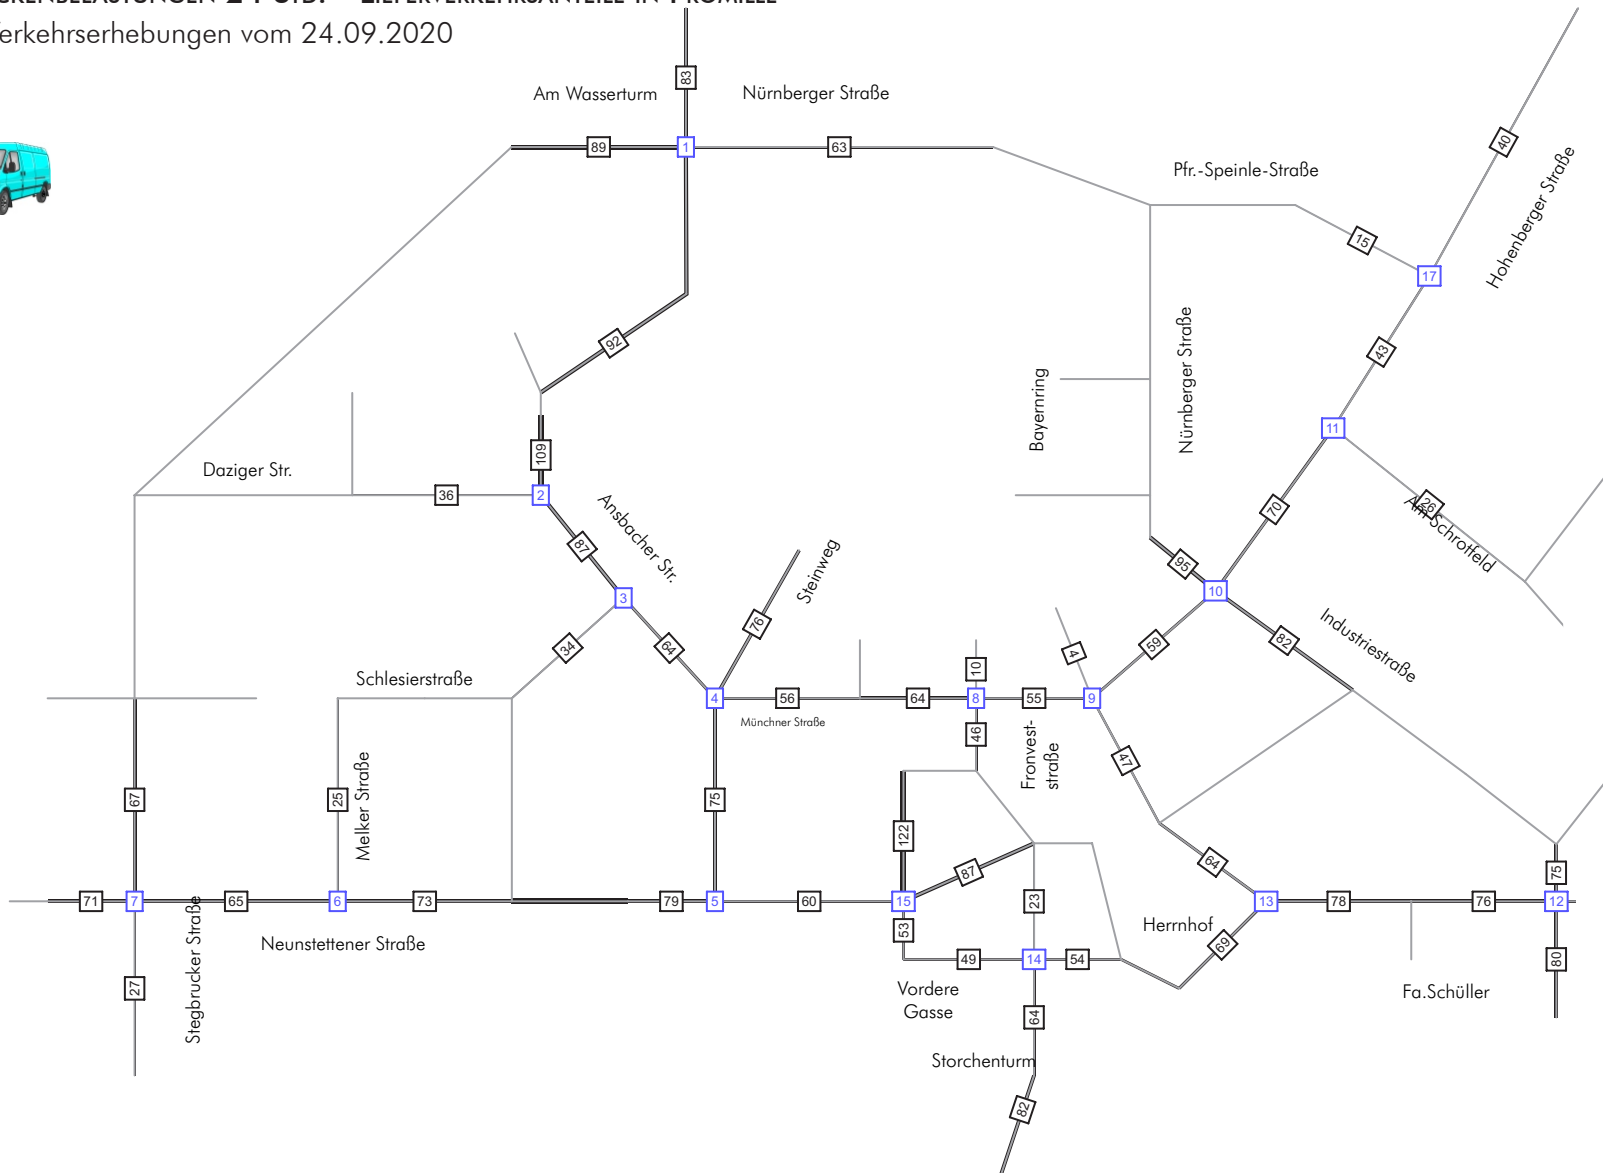 LIEFERVERKEHRSANTEILE IN PROMILLE
erkehrserhebungen vom 24.09.2020
83
Am Wasserturm
Nürnberger Straße
89
1
63
40
Pfr.-Speinle-Straße
15
Hohenberger Straße
17
92
43
Nürnberger Straße
Bayernring
11
109
Daziger Str.
36
2
Ansbacher Str.
70
26
Am Schrotfeld
87
Steinweg
95
3
10
76
Industriestraße
34
64
4
59
82
Schlesierstraße
10
4
56
64
8
55
9
Münchner Straße
46
Fronvest-
straße
47
67
25
Melker Straße
75
122
64
87
75
71
7
65
6
73
79
5
60
15
23
13
78
76
12
Stegbrucker Straße
Neunstettener Straße
53
Herrnhof
69
49
14
54
80
27
Vordere
Gasse
Fa.Schüller
64
Storchenturm
82